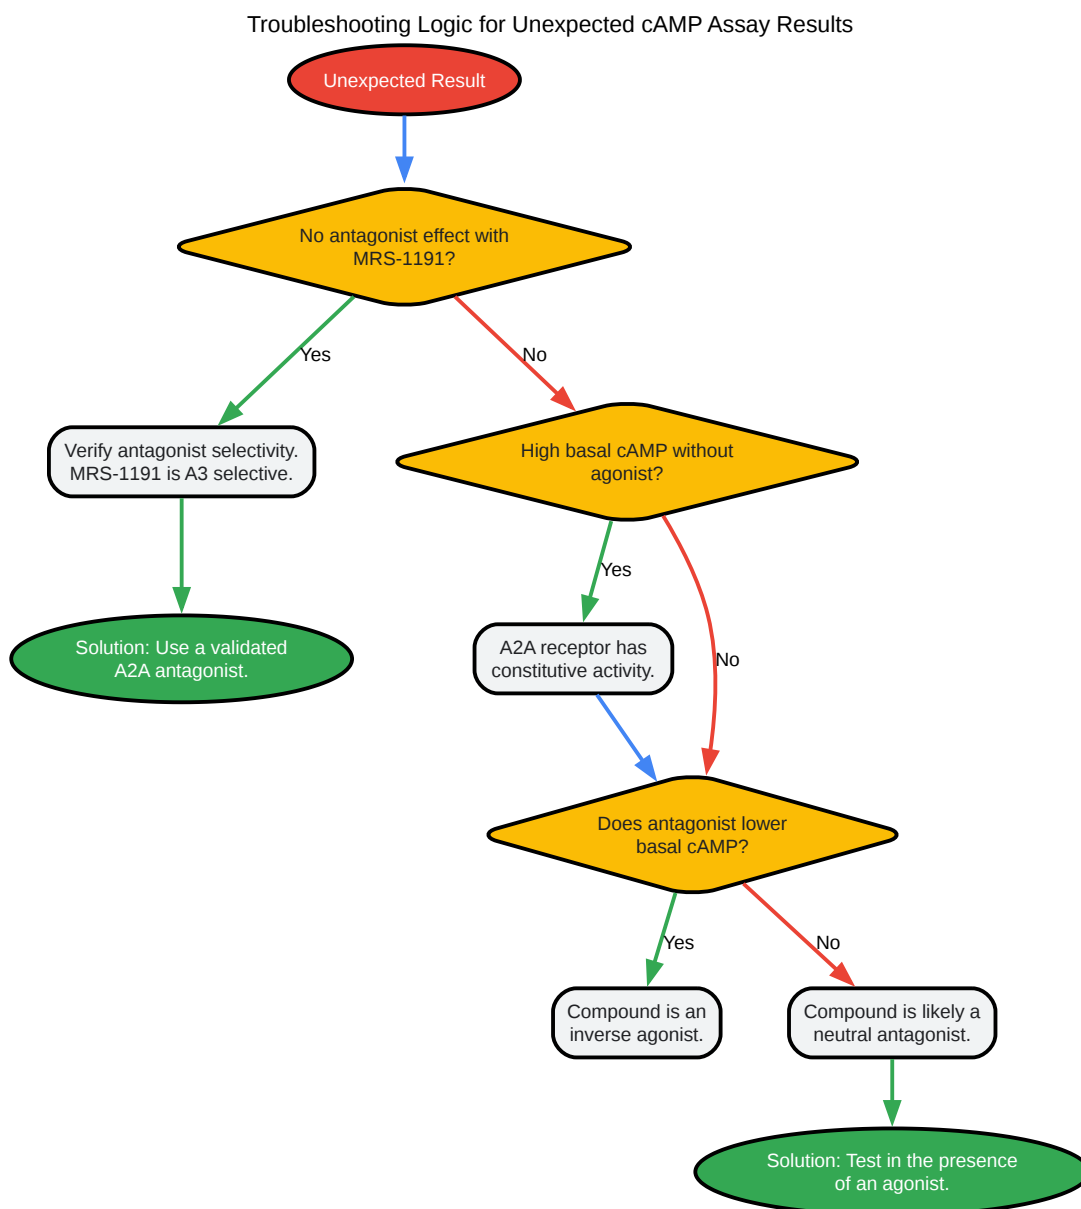 Troubleshooting Logic for Unexpected cAMP Assay Results
Unexpected Result
No antagonist effect with
MRS-1191?
Yes
No
Verify antagonist selectivity.
MRS-1191 is A3 selective.
High basal cAMP without
agonist?
Yes
No
Solution: Use a validated
A2A antagonist.
A2A receptor has
constitutive activity.
Does antagonist lower
basal cAMP?
Yes
No
Compound is an
inverse agonist.
Compound is likely a
neutral antagonist.
Solution: Test in the presence
of an agonist.